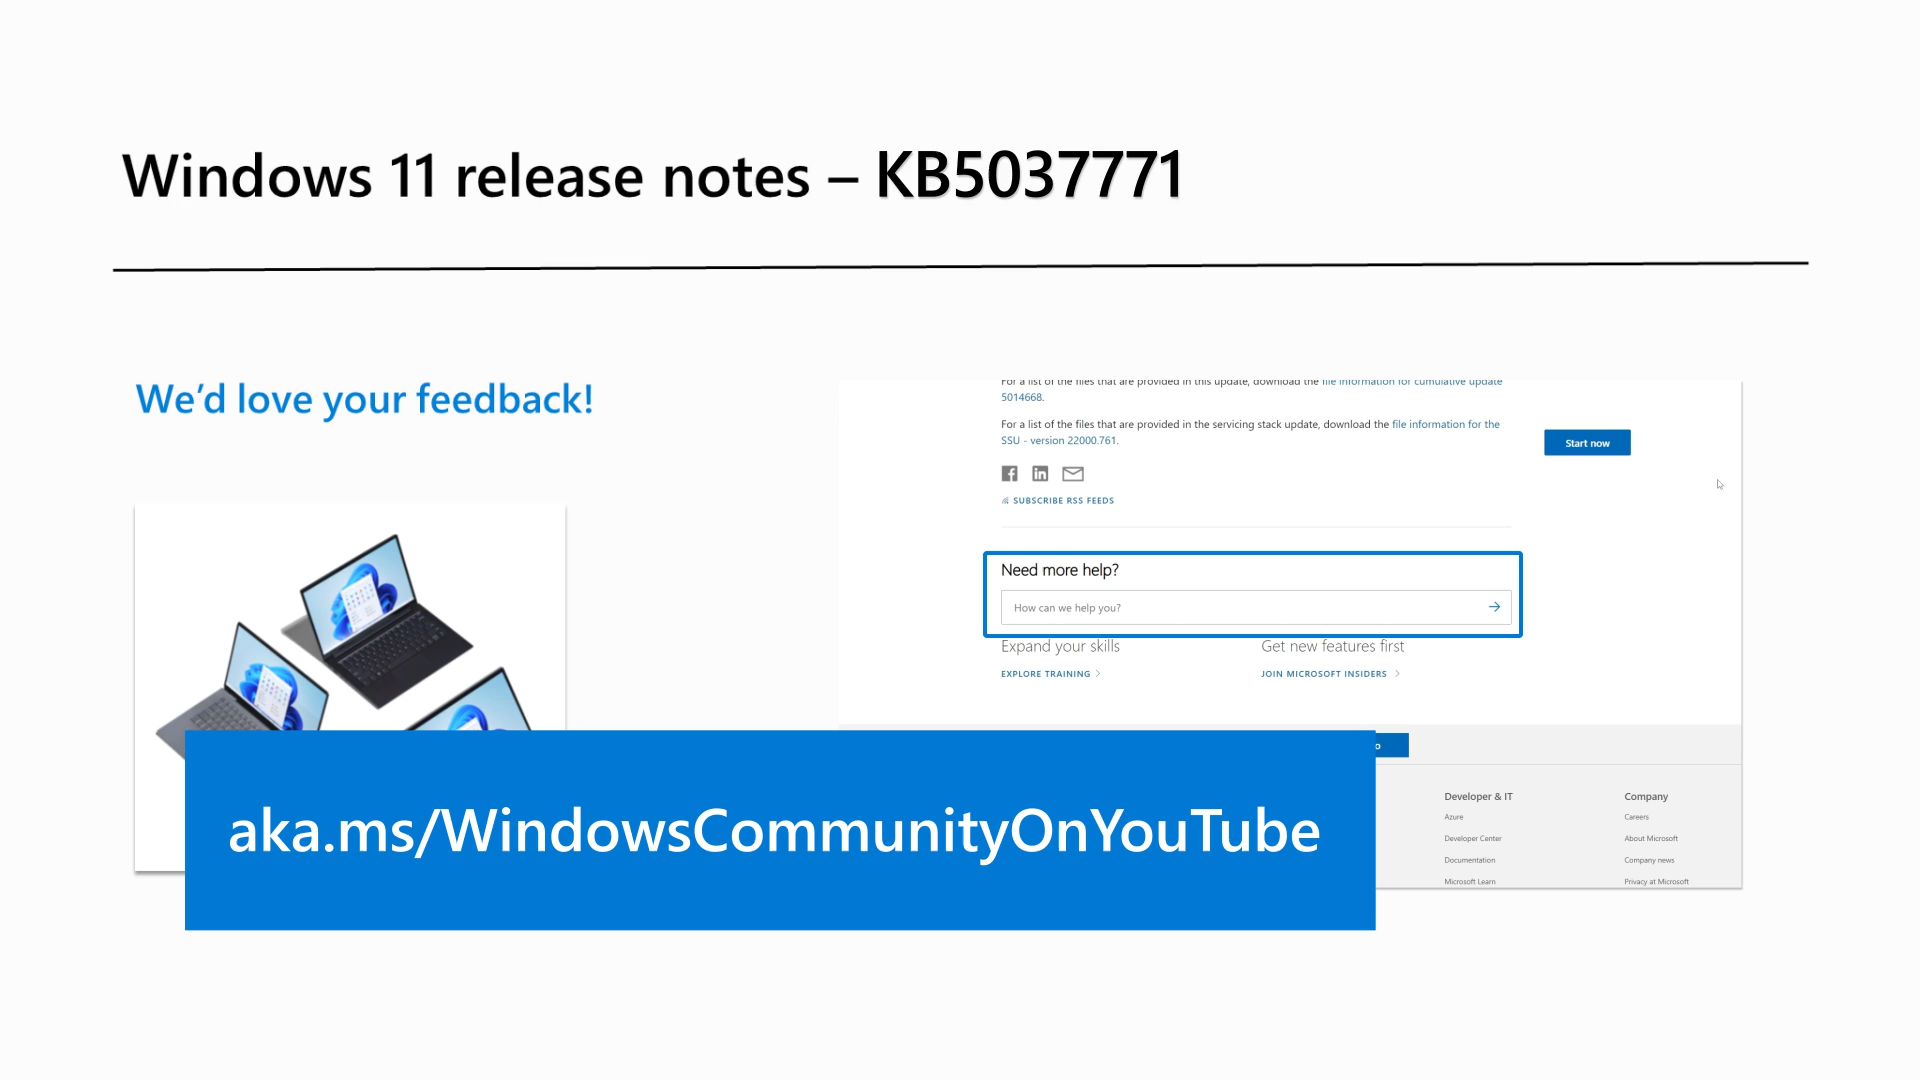 Windows 11 release notes – KB5037771
We’d love your feedback!
For a list of the files that are provided in this update, download the file information for cumulative update
5014668.
For a list of the files that are provided in the servicing stack update, download the file information for the
SSU - version 22000.761.
Start now
SUBSCRIBE RSS FEEDS
Need more help?
How can we help you?
Expand your skills
EXPLORE TRAINING
Get new features first
JOIN MICROSOFT INSIDERS
aka.ms/WindowsCommunityOnYouTube
Developer & IT
Azure
Developer Center
Documentation
Microsoft Learn
Company
Careers
About Microsoft
Company news
Privacy at Microsoft